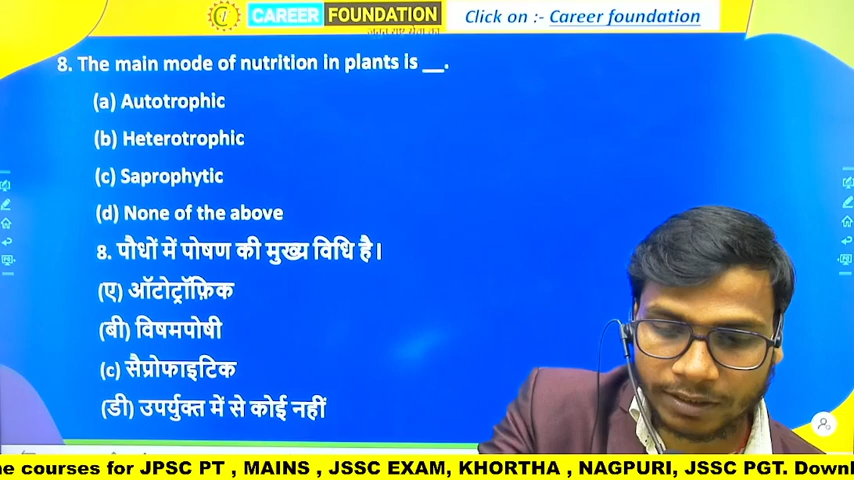 CAREER FOUNDATION
Click on :- Career foundation
8. The main mode of nutrition in plants is __.
(a) Autotrophic
(b) Heterotrophic
(c) Saprophytic
(d) None of the above
8. पौधों में पोषण की मुख्य विधि है।
(ए) ऑटोट्रॉफ़िक
(बी) विषमपोषी
(c) सैप्रोफाइटिक
(डी) उपर्युक्त में से कोई नहीं
courses for JPSC PT , MAINS , JSSC EXAM, KHORTHA , NAGPURI, JSSC PGT.